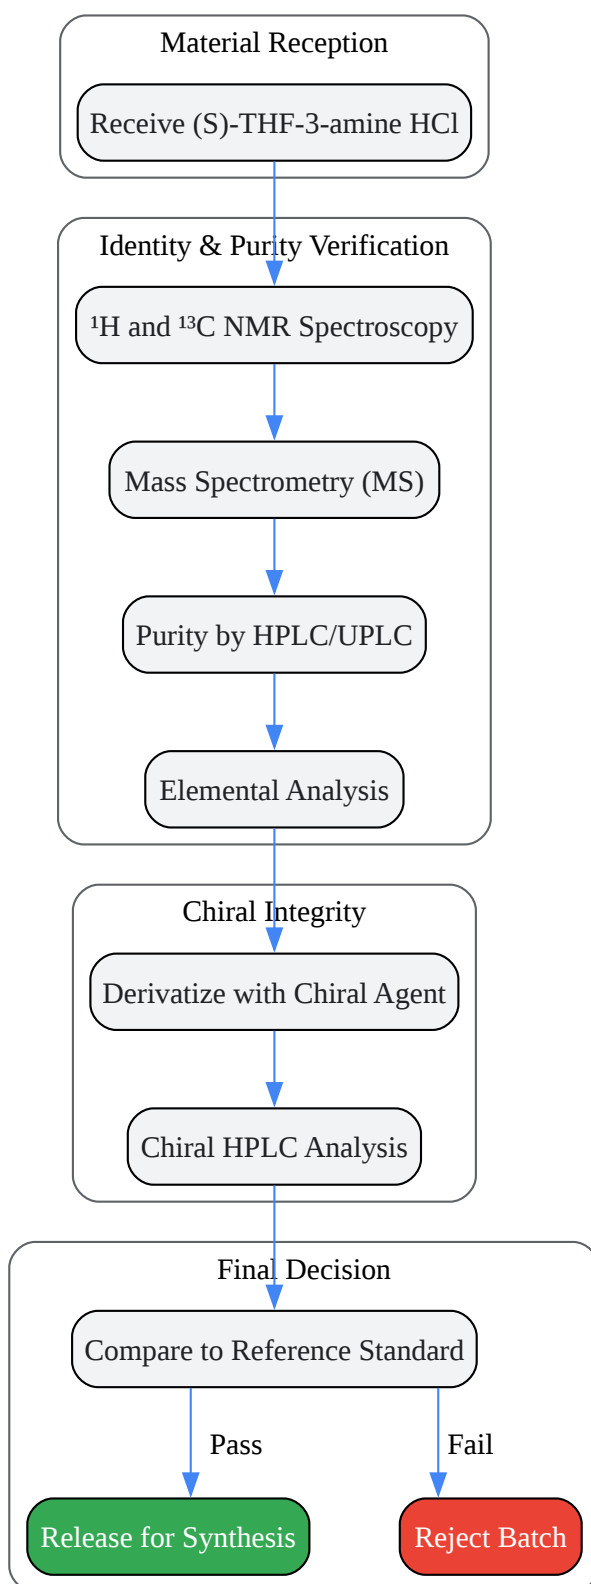 Material Reception
Receive (S)-THF-3-amine HCl
Identity & Purity Verification
¹H and ¹³C NMR Spectroscopy
Mass Spectrometry (MS)
Purity by HPLC/UPLC
Elemental Analysis
Chiral Integrity
Derivatize with Chiral Agent
Chiral HPLC Analysis
Final Decision
Compare to Reference Standard
Pass
Fail
Release for Synthesis
Reject Batch